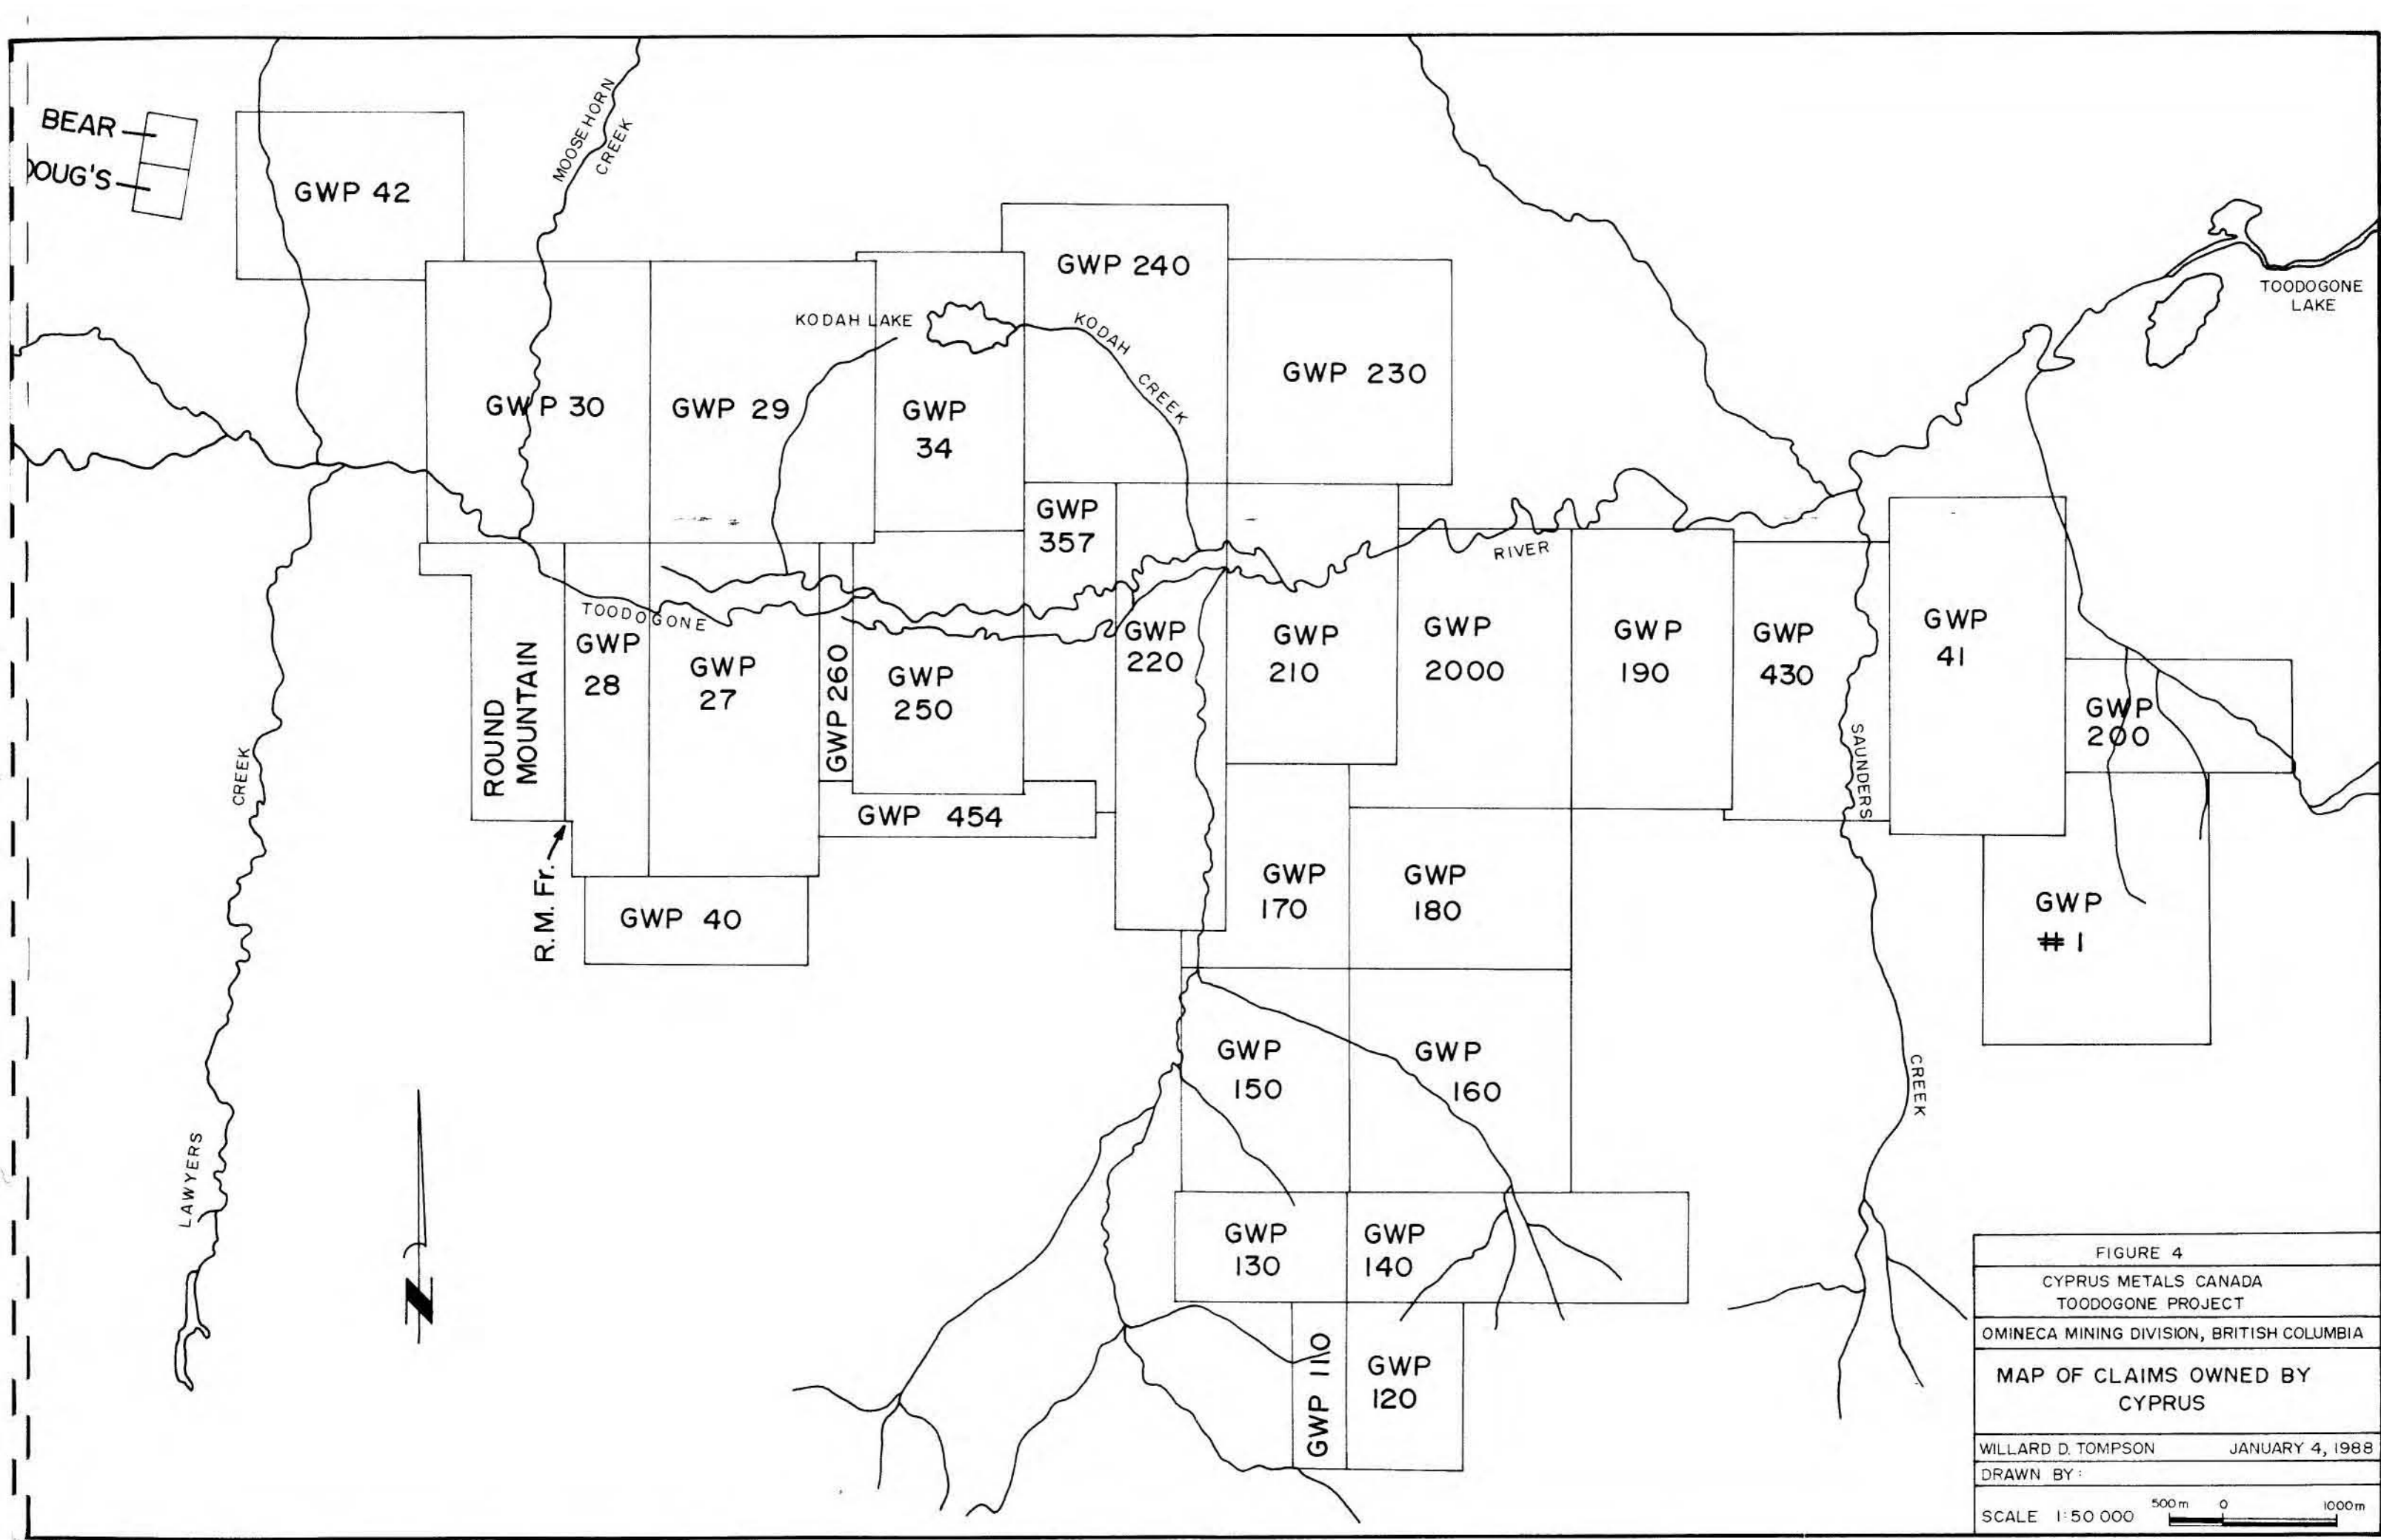 BEAR
DOUG'S
GWP 42
MOOSEHORN
CREEK
GWP 240
KODAH LAKE
KODAH
CREEK
GWP 230
TOODOGONE
LAKE
GWP 30
GWP 29
GWP
34
GWP
357
RIVER
TOODOGONE
GWP
28
GWP
27
GWP 260
GWP
250
GWP
220
GWP
210
GWP
2000
GWP
190
GWP
430
GWP
41
GWP
200
ROUND
MOUNTAIN
SAUNDERS
CREEK
GWP 454
R.M. Fr.
GWP 40
GWP
170
GWP
180
GWP
# 1
CREEK
LAWYERS
GWP
150
GWP
160
GWP
130
GWP
140
GWP 110
GWP
120
N
FIGURE 4
CYPRUS METALS CANADA
TOODOGONE PROJECT
OMINECA MINING DIVISION, BRITISH COLUMBIA
MAP OF CLAIMS OWNED BY
CYPRUS
WILLARD D. TOMPSON JANUARY 4, 1988
DRAWN BY:
SCALE 1:50 000 500m 0 1000m